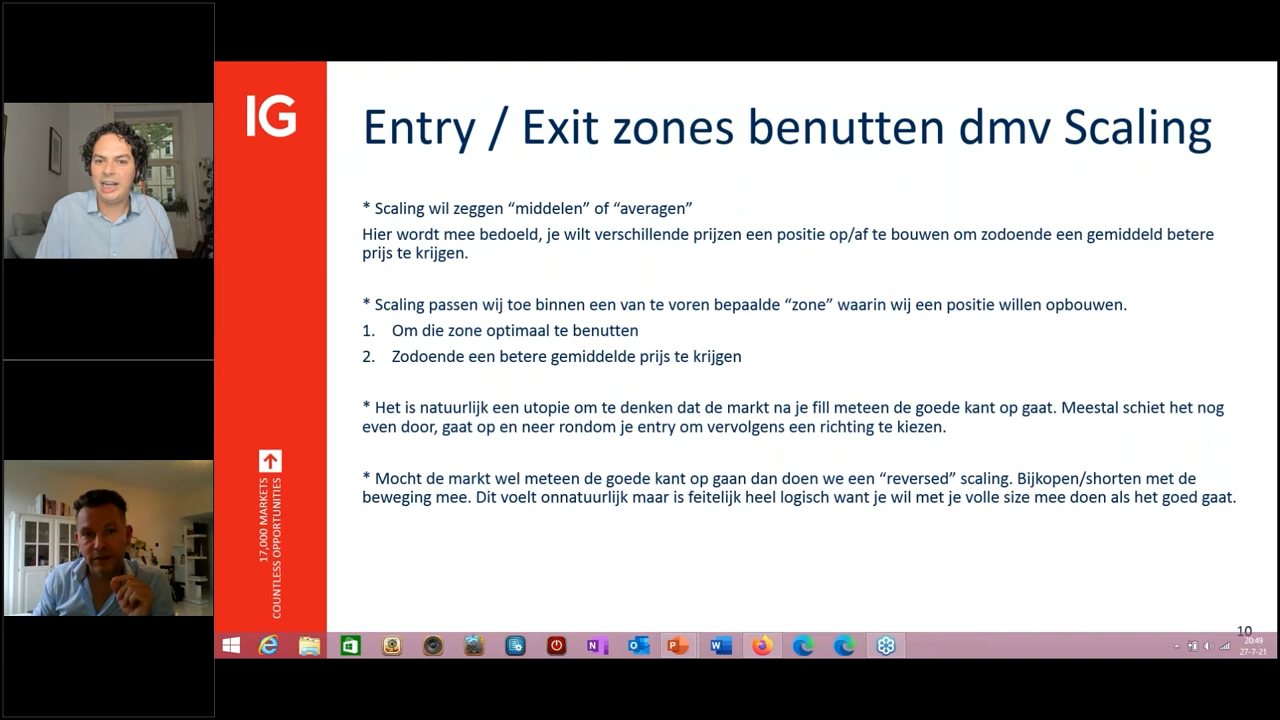 IG
Entry / Exit zones benutten dmv Scaling
* Scaling wil zeggen “middelen” of “averagen”
Hier wordt mee bedoeld, je wilt verschillende prijzen een positie op/af te bouwen om zodoende een gemiddeld betere
prijs te krijgen.
* Scaling passen wij toe binnen een van te voren bepaalde “zone” waarin wij een positie willen opbouwen.
1. Om die zone optimaal te benutten
2. Zodoende een betere gemiddelde prijs te krijgen
* Het is natuurlijk een utopie om te denken dat de markt na je fill meteen de goede kant op gaat. Meestal schiet het nog
even door, gaat op en neer rondom je entry om vervolgens een richting te kiezen.
* Mocht de markt wel meteen de goede kant op gaan dan doen we een “reversed” scaling. Bijkopen/shorten met de
beweging mee. Dit voelt onnatuurlijk maar is feitelijk heel logisch want je wil met je volle size mee doen als het goed gaat.
17,000 MARKETS
COUNTLESS OPPORTUNITIES
10
20:49
27-7-21